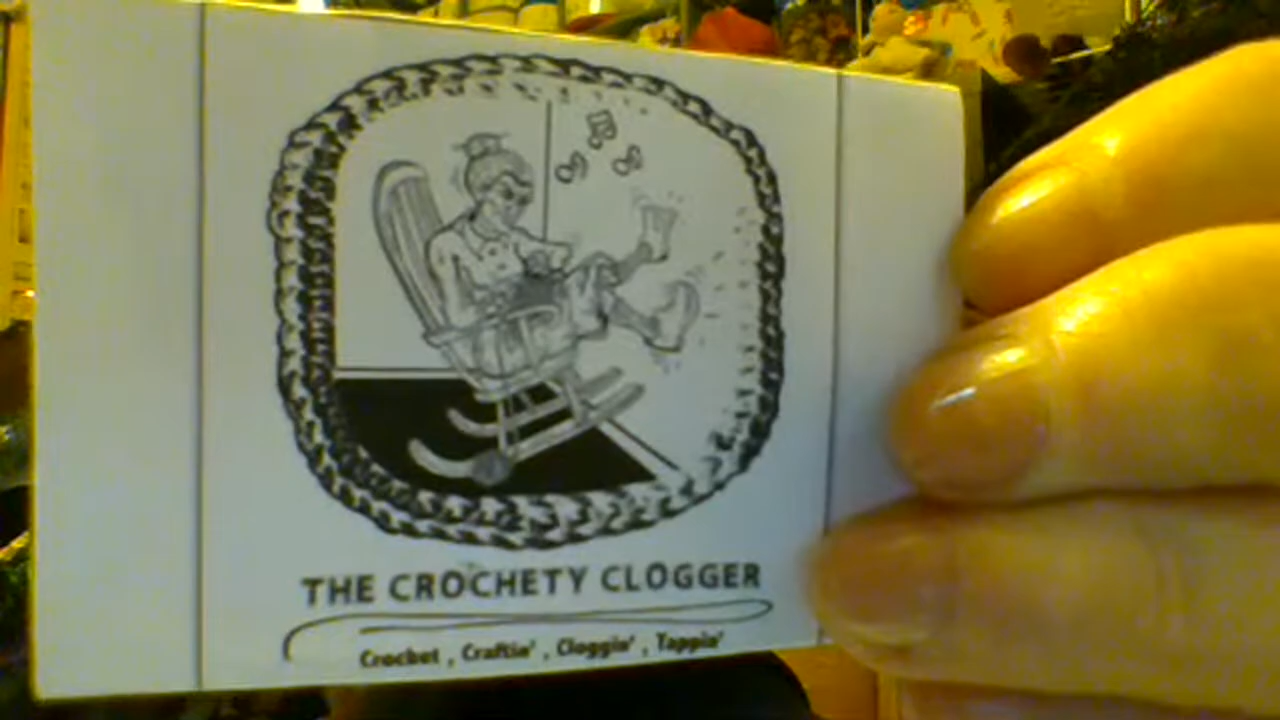 THE CROCHETY CLOGGER
Crochet , Craftin' , Cloggin' , Tappin'